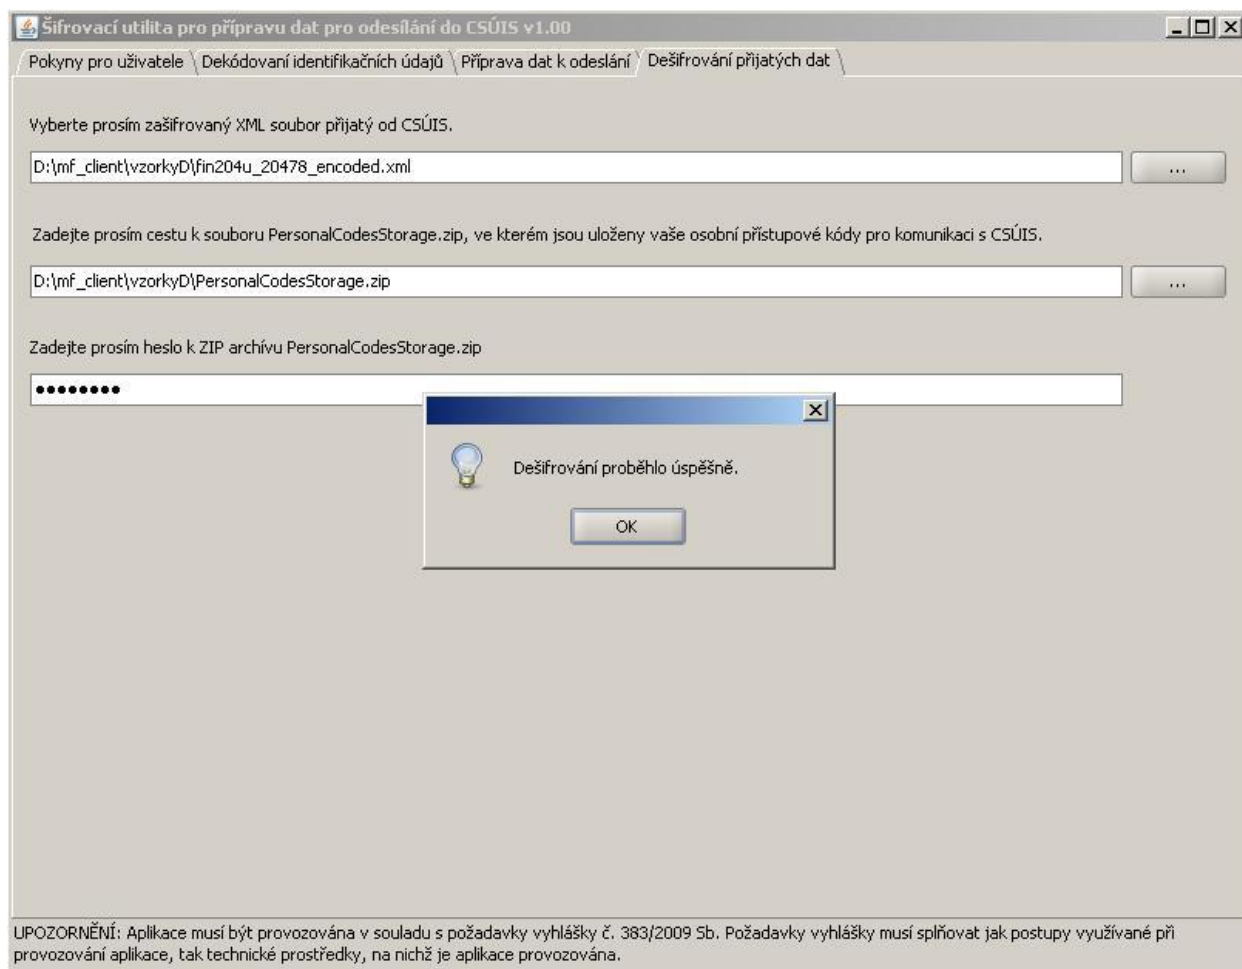 Šifrovací utilita pro přípravu dat pro odesílání do CSÚIS v1.00
Pokyny pro uživatele Dekódovaní identifikačních údajů Příprava dat k odeslání Dešifrování přijatých dat
Vyberte prosím zašifrovaný XML soubor přijatý od CSÚIS.
D:\mf_client\vzorkyD\fin204u_20478_encoded.xml ...
Zadejte prosím cestu k souboru PersonalCodesStorage.zip, ve kterém jsou uloženy vaše osobní přístupové kódy pro komunikaci s CSÚIS.
D:\mf_client\vzorkyD\PersonalCodesStorage.zip ...
Zadejte prosím heslo k ZIP archívu PersonalCodesStorage.zip
••••••••
Dešifrování proběhlo úspěšně.
OK
UPOZORNĚNÍ: Aplikace musí být provozována v souladu s požadavky vyhlášky č. 383/2009 Sb. Požadavky vyhlášky musí splňovat jak postupy využívané při
provozování aplikace, tak technické prostředky, na nichž je aplikace provozována.